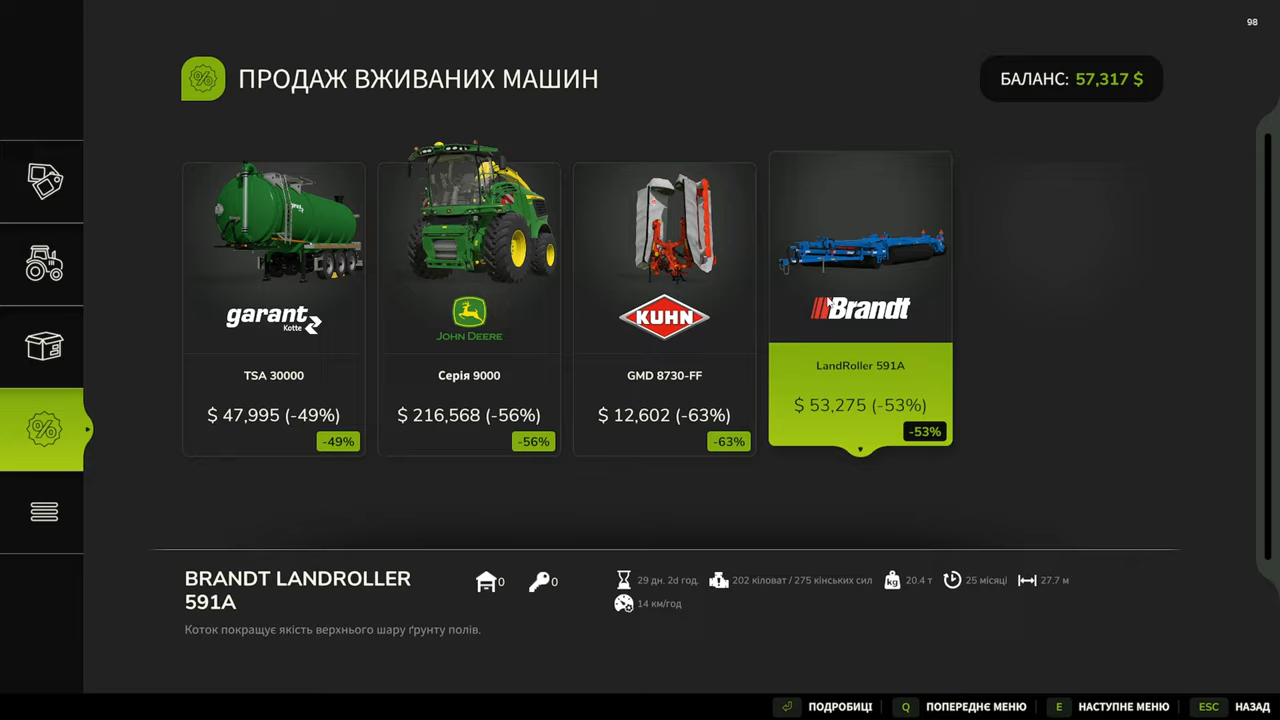 98
ПРОДАЖ ВЖИВАНИХ МАШИН
БАЛАНС: 57,317 $
garant
Kotte
TSA 30000
$ 47,995 (-49%)
-49%
JOHN DEERE
Серія 9000
$ 216,568 (-56%)
-56%
KUHN
GMD 8730-FF
$ 12,602 (-63%)
-63%
Brandt
LandRoller 591A
$ 53,275 (-53%)
-53%
BRANDT LANDROLLER
591A
0
0
29 дн. 2d год.
202 кіловат / 275 кінських сил
kg 20.4 т
25 місяці
27.7 м
14 км/год
Коток покращує якість верхнього шару ґрунту полів.
ПОДРОБИЦІ
Q ПОПЕРЕДНЄ МЕНЮ
E НАСТУПНЕ МЕНЮ
ESC НАЗАД